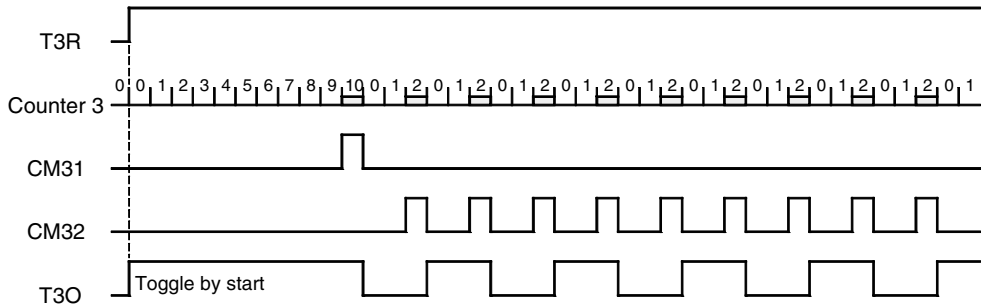 T3R
0 0 1 2 3 4 5 6 7 8 9 10 0 1 2 0 1 2 0 1 2 0 1 2 0 1 2 0 1 2 0 1 2 0 1 2 0 1 2 0 1
Counter 3
CM31
CM32
Toggle by start
T3O